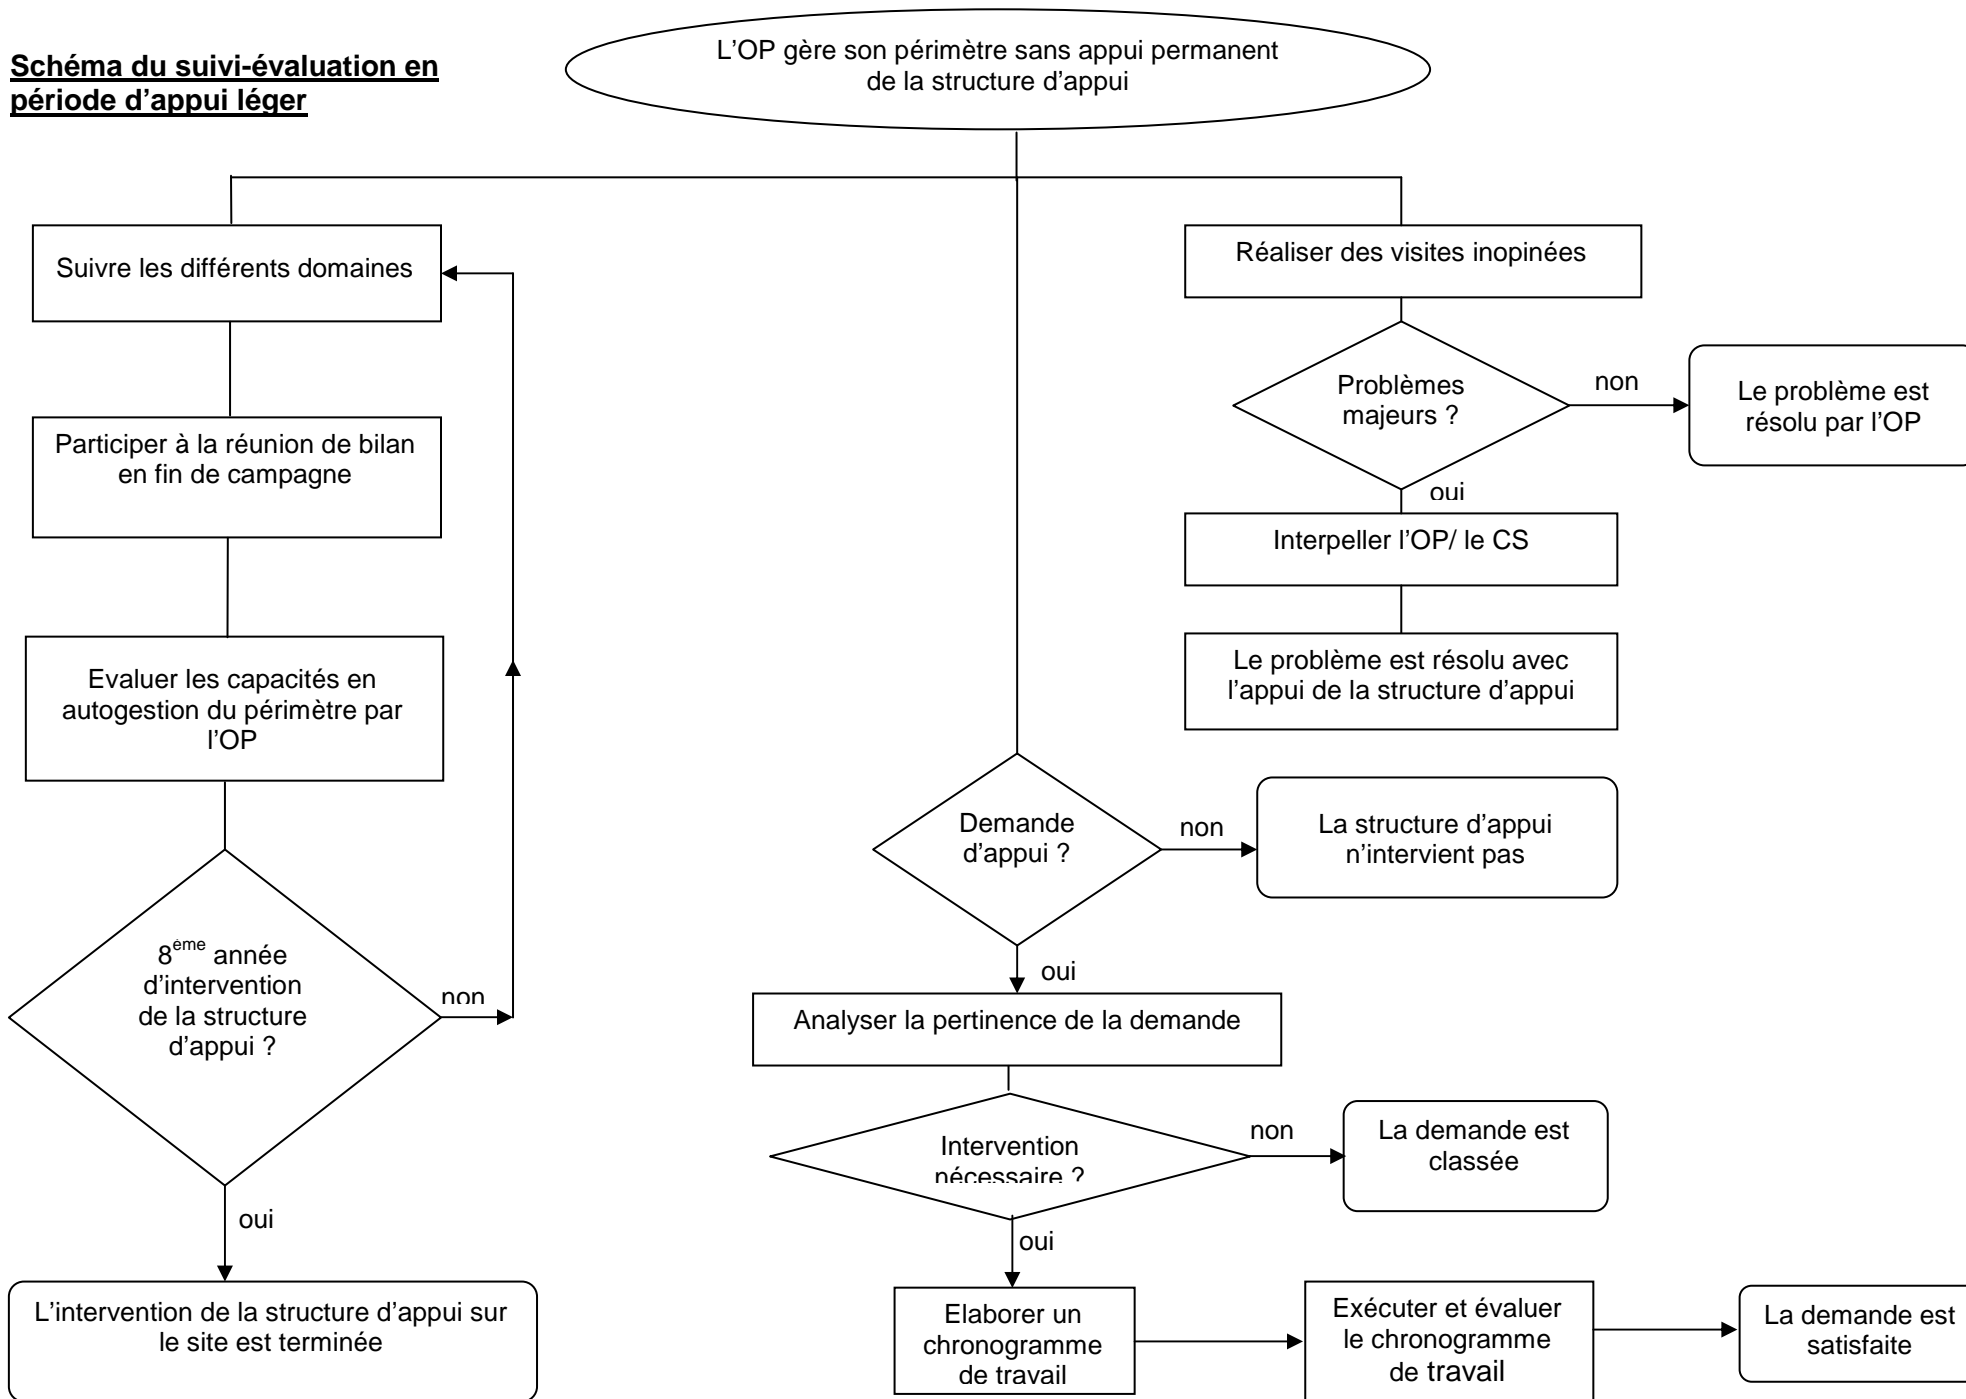 Schéma du suivi-évaluation en
période d'appui léger
L'OP gère son périmètre sans appui permanent
de la structure d'appui
Suivre les différents domaines
Participer à la réunion de bilan
en fin de campagne
Evaluer les capacités en
autogestion du périmètre par
l'OP
8ème année
d'intervention
de la structure
d'appui ?
non
oui
L'intervention de la structure d'appui sur
le site est terminée
Demande
d'appui ?
non
La structure d'appui
n'intervient pas
oui
Analyser la pertinence de la demande
Intervention
nécessaire ?
non
La demande est
classée
oui
Elaborer un
chronogramme
de travail
Exécuter et évaluer
le chronogramme
de travail
La demande est
satisfaite
Réaliser des visites inopinées
Problèmes
majeurs ?
non
Le problème est
résolu par l'OP
oui
Interpeller l'OP/ le CS
Le problème est résolu avec
l'appui de la structure d'appui